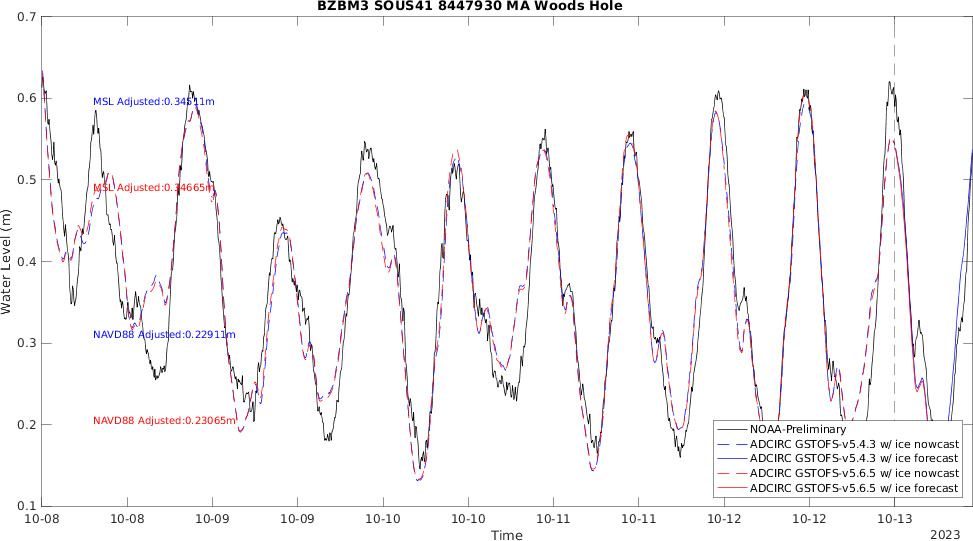 BZBM3 SOUS41 8447930 MA Woods Hole
0.7
0.6
0.5
0.4
0.3
0.2
0.1
Water Level (m)
MSL Adjusted:0.34511m
MSL Adjusted:0.34665m
NAVD88 Adjusted:0.22911m
NAVD88 Adjusted:0.23065m
NOAA-Preliminary
ADCIRC GSTOFS-v5.4.3 w/ ice nowcast
ADCIRC GSTOFS-v5.4.3 w/ ice forecast
ADCIRC GSTOFS-v5.6.5 w/ ice nowcast
ADCIRC GSTOFS-v5.6.5 w/ ice forecast
10-08 10-08 10-09 10-09 10-10 10-10 10-11 10-11 10-12 10-12 10-13
Time
2023